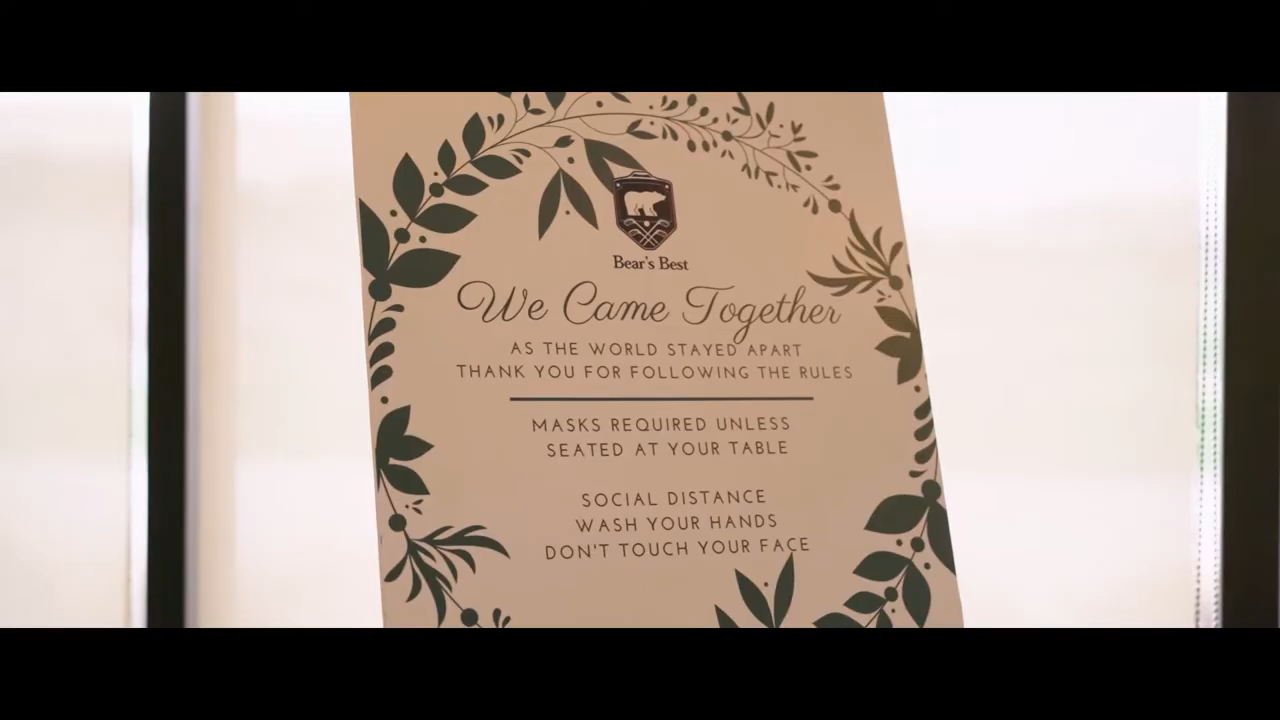 Bear's Best
We Came Together
AS THE WORLD STAYED APART
THANK YOU FOR FOLLOWING THE RULES
MASKS REQUIRED UNLESS
SEATED AT YOUR TABLE
SOCIAL DISTANCE
WASH YOUR HANDS
DON'T TOUCH YOUR FACE